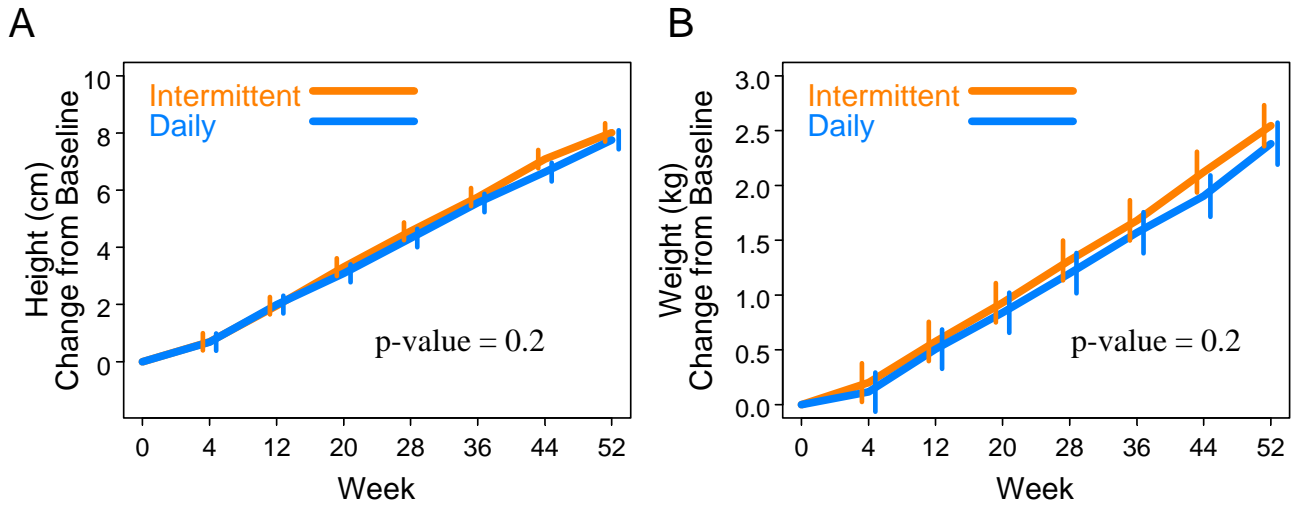 A
Height (cm)
Change from Baseline
10
8
6
4
2
0
Intermittent
Daily
p-value = 0.2
0 4 12 20 28 36 44 52
Week
B
Weight (kg)
Change from Baseline
3.0
2.5
2.0
1.5
1.0
0.5
0.0
Intermittent
Daily
p-value = 0.2
0 4 12 20 28 36 44 52
Week